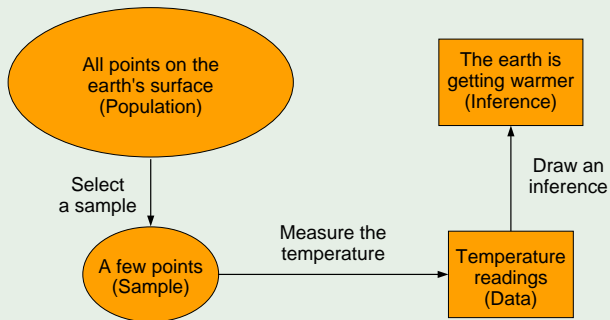 All points on the
earth's surface
(Population)
Select
a sample
A few points
(Sample)
Measure the
temperature
Temperature
readings
(Data)
Draw an
inference
The earth is
getting warmer
(Inference)